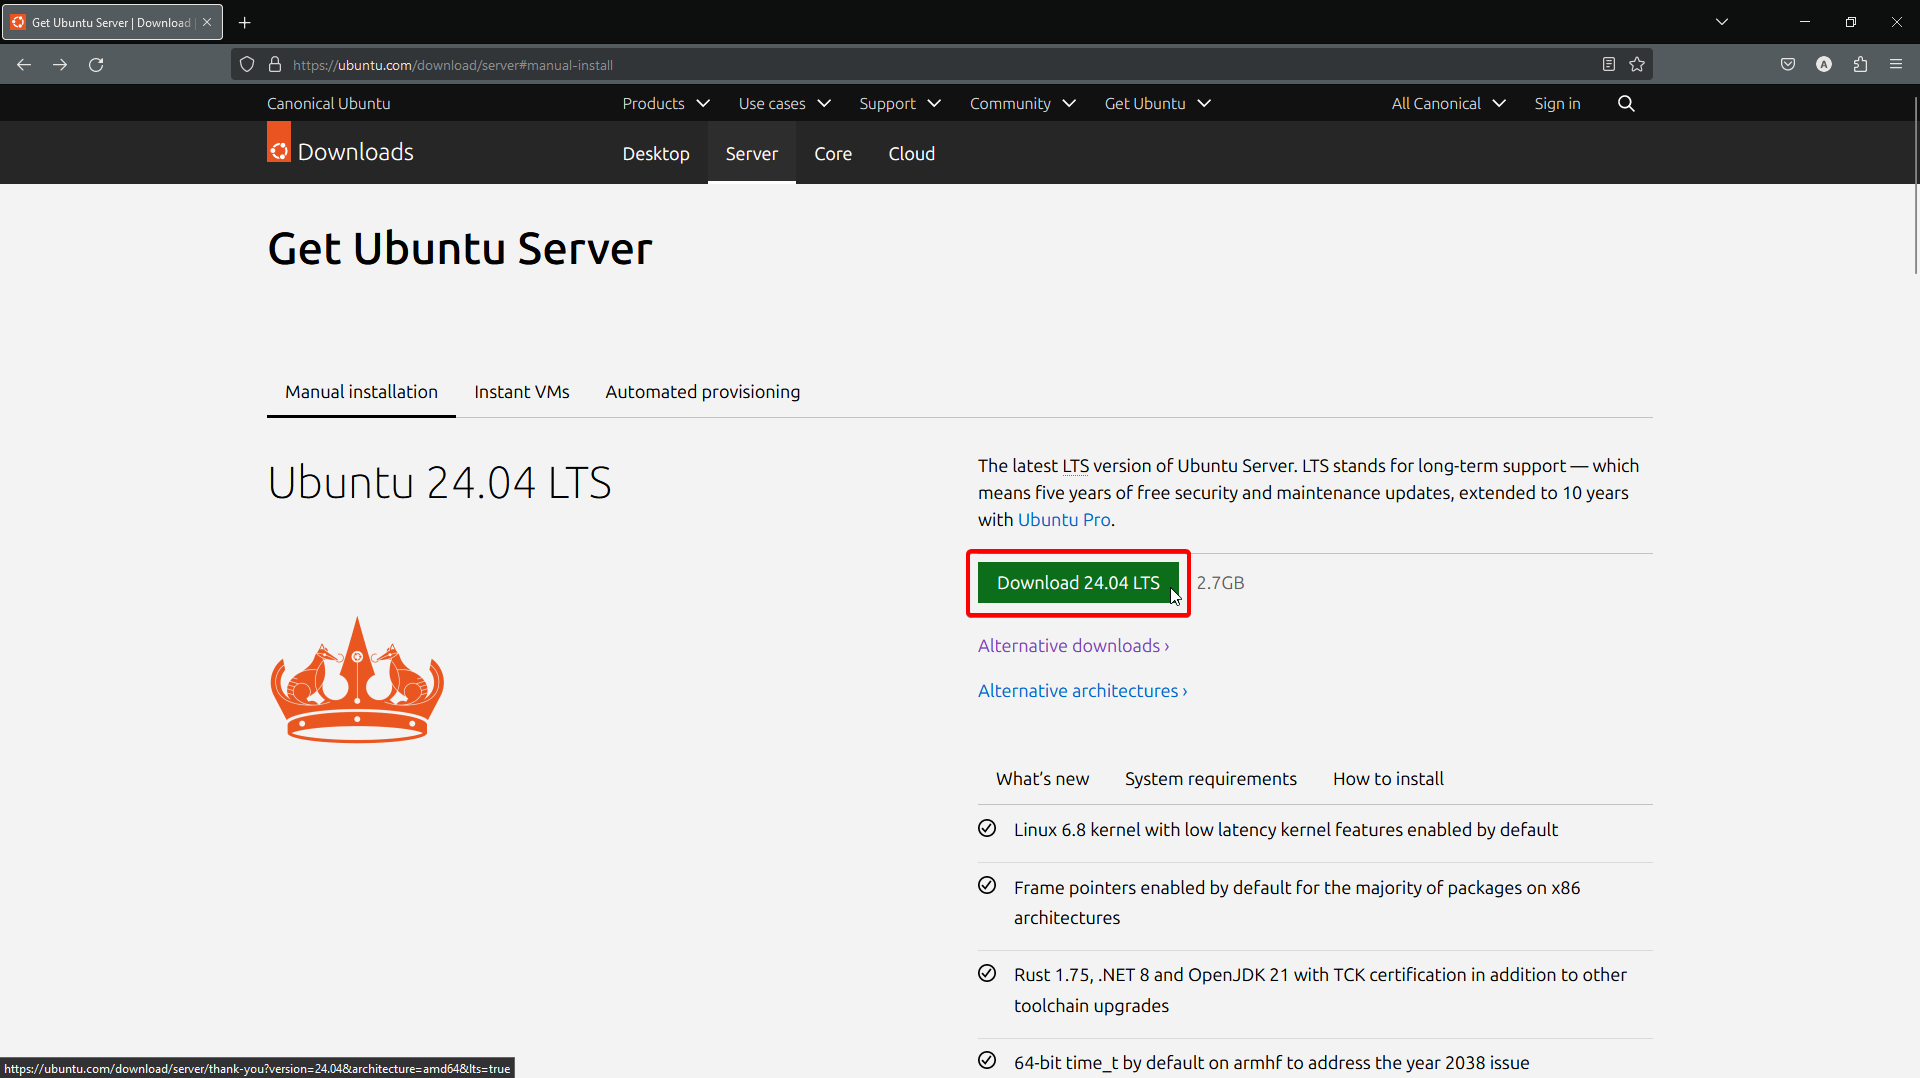 Get Ubuntu Server | Download
https://ubuntu.com/download/server#manual-install
A
Canonical Ubuntu
Products
Use cases
Support
Community
Get Ubuntu
All Canonical
Sign in
Downloads
Desktop
Server
Core
Cloud
Get Ubuntu Server
Manual installation
Instant VMs
Automated provisioning
Ubuntu 24.04 LTS
The latest LTS version of Ubuntu Server. LTS stands for long-term support — which
means five years of free security and maintenance updates, extended to 10 years
with Ubuntu Pro.
Download 24.04 LTS
2.7GB
Alternative downloads ›
Alternative architectures ›
What’s new
System requirements
How to install
Linux 6.8 kernel with low latency kernel features enabled by default
Frame pointers enabled by default for the majority of packages on x86
architectures
Rust 1.75, .NET 8 and OpenJDK 21 with TCK certification in addition to other
toolchain upgrades
64-bit time_t by default on armhf to address the year 2038 issue
https://ubuntu.com/download/server/thank-you?version=24.04&architecture=amd64&lts=true